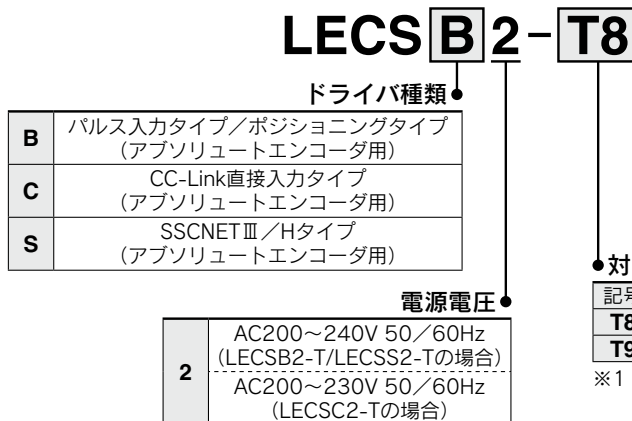 LECS B 2-T8
ドライバ種類
B パルス入力タイプ／ポジショニングタイプ
（アブソリュートエンコーダ用）
C CC-Link直接入力タイプ
（アブソリュートエンコーダ用）
S SSCNETⅢ／Hタイプ
（アブソリュートエンコーダ用）
電源電圧
2 AC200～240V 50／60Hz
（LECSB2-T/LECSS2-Tの場合）
AC200～230V 50／60Hz
（LECSC2-Tの場合）
対
記号
T8
T9
※1